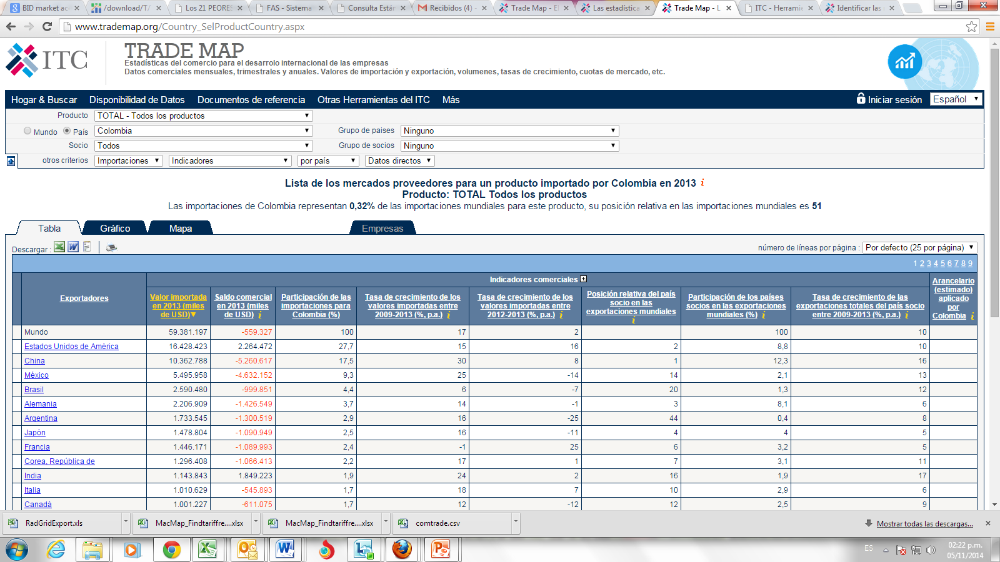 BID market ac
/download/T/
Los 21 PEORES
FAS - Sistema
Consulta Están
Recibidos (4) -
Trade Map - El
Las estadística
Trade Map - L
ITC - Herramie
Identificar las
www.trademap.org/Country_SelProductCountry.aspx
ITC
TRADE MAP
Estadísticas del comercio para el desarrollo internacional de las empresas
Datos comerciales mensuales, trimestrales y anuales. Valores de importación y exportación, volumenes, tasas de crecimiento, cuotas de mercado, etc.
Hogar & Buscar Disponibilidad de Datos Documentos de referencia Otras Herramientas del ITC Más Iniciar sesión Español
Producto TOTAL - Todos los productos
Mundo País Colombia Grupo de paises Ninguno
Socio Todos Grupo de socios Ninguno
otros criterios Importaciones Indicadores por país Datos directos
Lista de los mercados proveedores para un producto importado por Colombia en 2013 i
Producto: TOTAL Todos los productos
Las importaciones de Colombia representan 0,32% de las importaciones mundiales para este producto, su posición relativa en las importaciones mundiales es 51
Tabla Gráfico Mapa Empresas
Descargar : número de líneas por página : Por defecto (25 por página)
1 2 3 4 5 6 7 8 9
Indicadores comerciales
Exportadores
Valor importada en 2013 (miles de USD)
Saldo comercial en 2013 (miles de USD) i
Participación de las importaciones para Colombia (%)
Tasa de crecimiento de los valores importadas entre 2009-2013 (%, p.a.) i
Tasa de crecimiento de los valores importadas entre 2012-2013 (%, p.a.) i
Posición relativa del país socio en las exportaciones mundiales i
Participación de los países socios en las exportaciones mundiales (%) i
Tasa de crecimiento de las exportaciones totales del país socio entre 2009-2013 (%, p.a.) i
Arancelario (estimado) aplicado por Colombia i
Mundo 59.381.197 -559.327 100 17 2 100 10
Estados Unidos de América 16.428.423 2.264.472 27,7 15 16 2 8,8 10
China 10.362.788 -5.260.617 17,5 30 8 1 12,3 16
México 5.495.958 -4.632.152 9,3 25 -14 14 2,1 13
Brasil 2.590.480 -999.851 4,4 6 -7 20 1,3 12
Alemania 2.206.909 -1.426.549 3,7 14 -1 3 8,1 6
Argentina 1.733.545 -1.300.519 2,9 16 -25 44 0,4 8
Japón 1.478.804 -1.090.949 2,5 16 -11 4 4 5
Francia 1.446.171 -1.089.993 2,4 -1 25 6 3,2 5
Corea, República de 1.296.408 -1.066.413 2,2 17 1 7 3,1 11
India 1.143.843 1.849.223 1,9 24 2 16 1,9 17
Italia 1.010.629 -545.893 1,7 18 7 10 2,9 6
Canadá 1.001.227 -611.075 1,7 12 -12 12 2,5 9
RadGridExport.xls MacMap_Findtariffre....xlsx MacMap_Findtariffre....xlsx comtrade.csv Mostrar todas las descargas...
ES 02:22 p.m.
05/11/2014